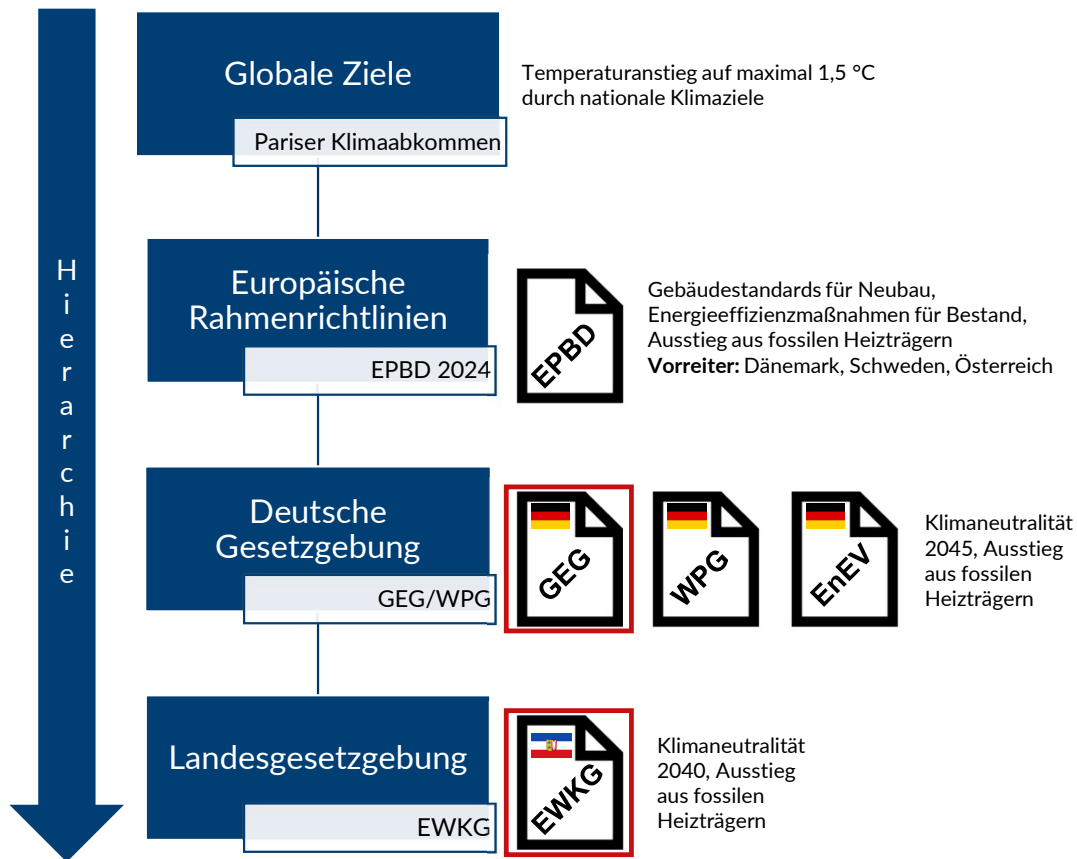 Hierarchie
Globale Ziele
Pariser Klimaabkommen
Temperaturanstieg auf maximal 1,5 °C
durch nationale Klimaziele
Europäische
Rahmenrichtlinien
EPBD 2024
EPBD
Gebäudestandards für Neubau,
Energieeffizienzmaßnahmen für Bestand,
Ausstieg aus fossilen Heizträgern
Vorreiter: Dänemark, Schweden, Österreich
Deutsche
Gesetzgebung
GEG/WPG
GEG
WPG
EnEV
Klimaneutralität
2045, Ausstieg
aus fossilen
Heizträgern
Landesgesetzgebung
EWKG
EWKG
Klimaneutralität
2040, Ausstieg
aus fossilen
Heizträgern